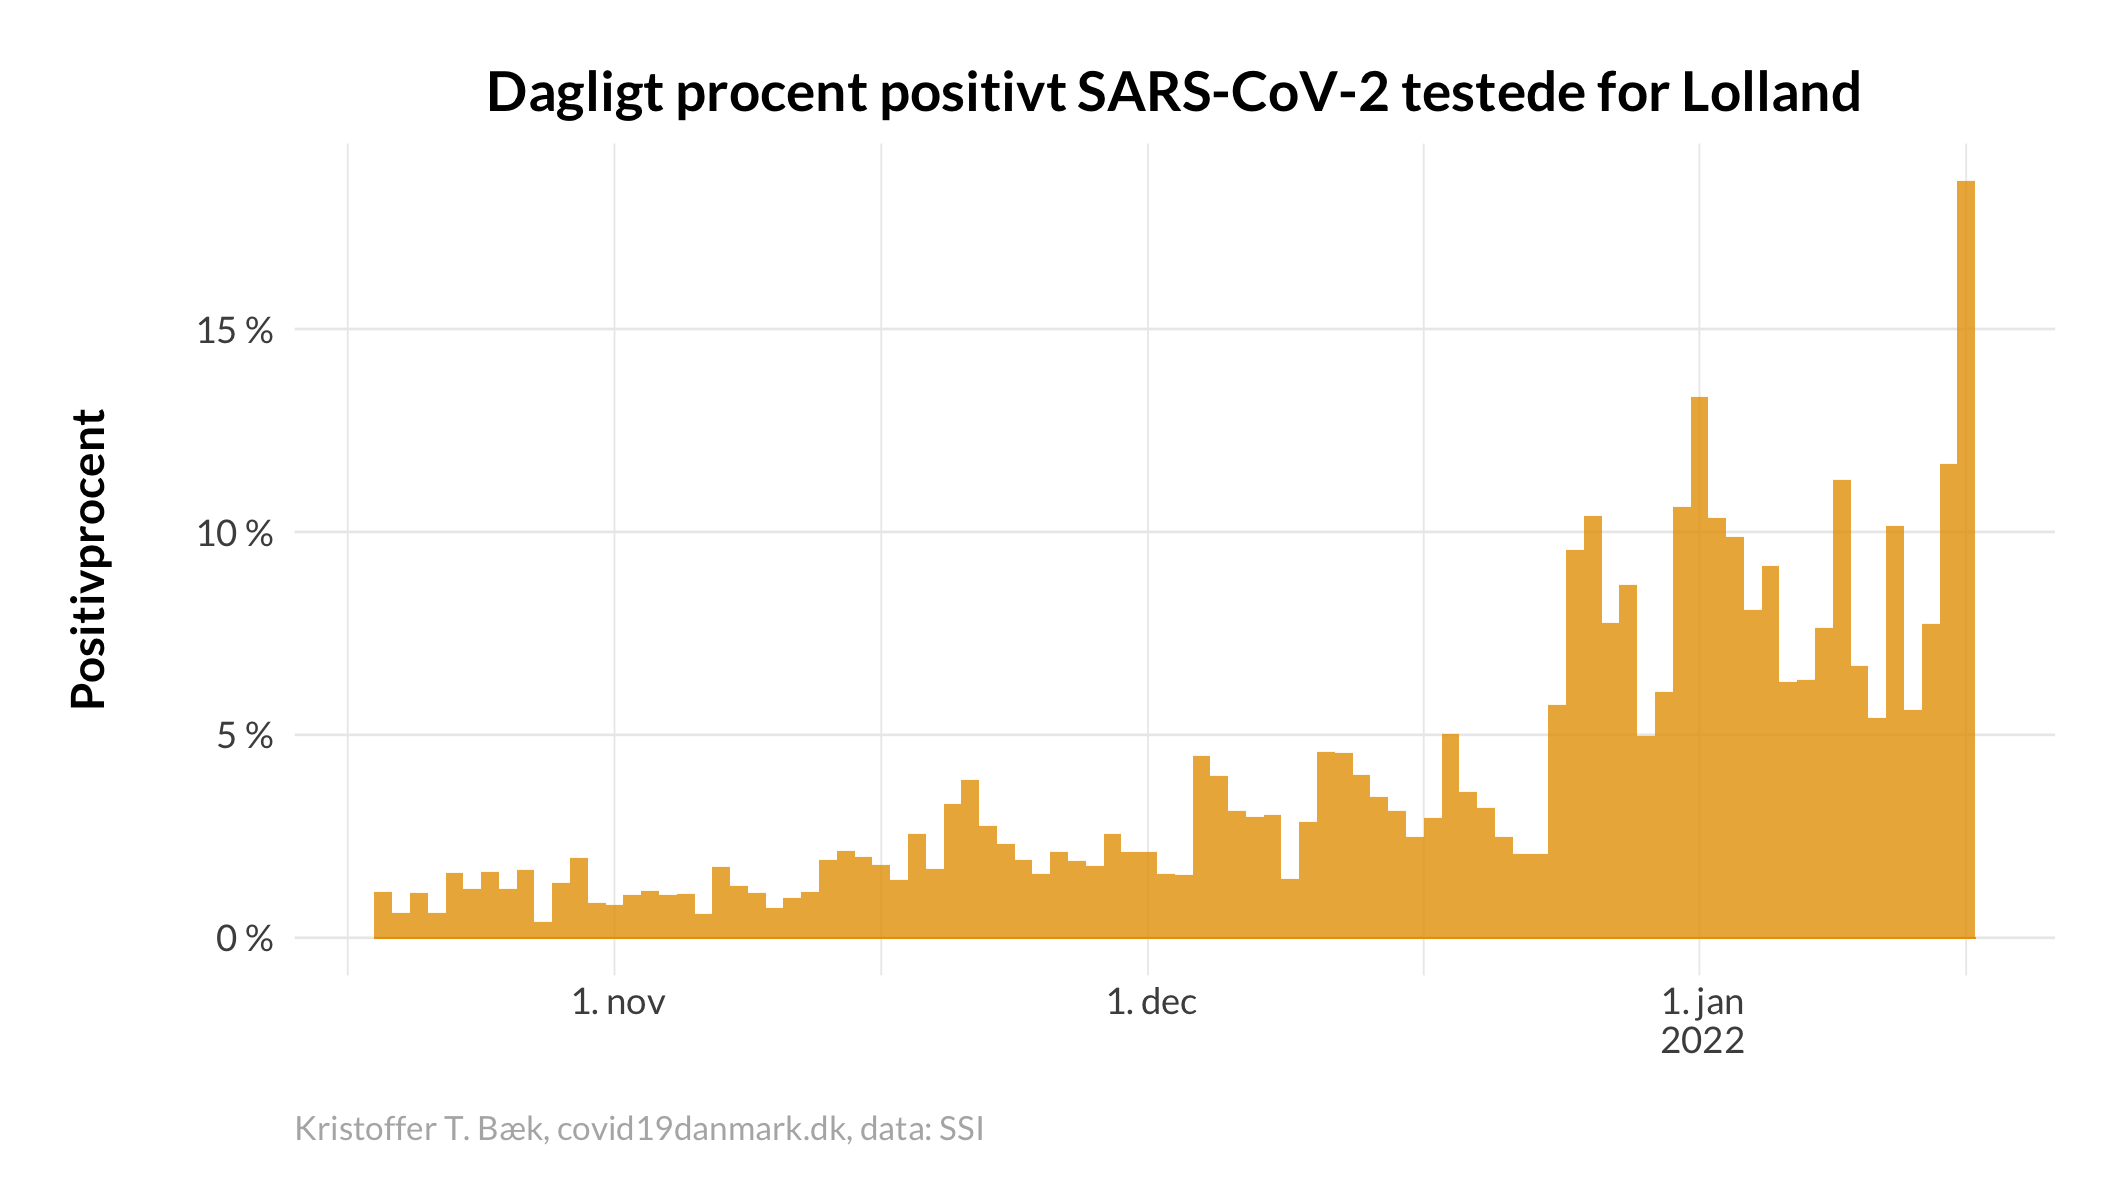 Dagligt procent positivt SARS-CoV-2 testede for Lolland
Positivprocent
15 %
10 %
5 %
0 %
1. nov
1. dec
1. jan
2022
Kristoffer T. Bæk, covid19danmark.dk, data: SSI